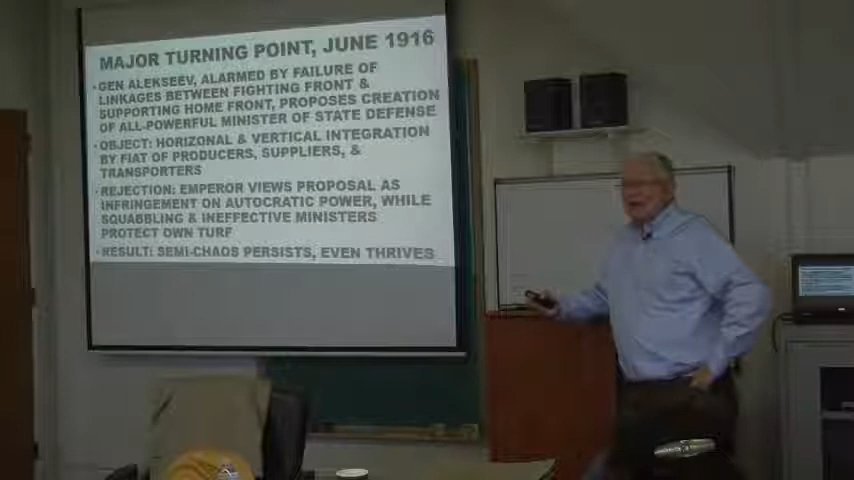 MAJOR TURNING POINT, JUNE 1916
• GEN ALEKSEEV, ALARMED BY FAILURE OF
LINKAGES BETWEEN FIGHTING FRONT &
SUPPORTING HOME FRONT, PROPOSES CREATION
OF ALL-POWERFUL MINISTER OF STATE DEFENSE
• OBJECT: HORIZONAL & VERTICAL INTEGRATION
BY FIAT OF PRODUCERS, SUPPLIERS, &
TRANSPORTERS
• REJECTION: EMPEROR VIEWS PROPOSAL AS
INFRINGEMENT ON AUTOCRATIC POWER, WHILE
SQUABBLING & INEFFECTIVE MINISTERS
PROTECT OWN TURF
• RESULT: SEMI-CHAOS PERSISTS, EVEN THRIVES